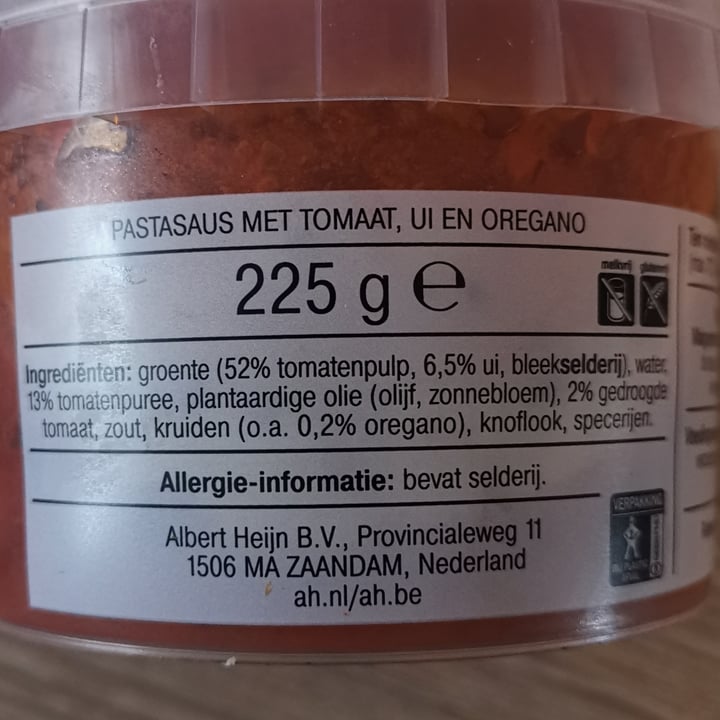 PASTASAUS MET TOMAAT, UI EN OREGANO
225 g e
melkvrij glutenvrij
Ingrediënten: groente (52% tomatenpulp, 6,5% ui, bleekselderij), water,
13% tomatenpuree, plantaardige olie (olijf, zonnebloem), 2% gedroogde
tomaat, zout, kruiden (o.a. 0,2% oregano), knoflook, specerijen.
Allergie-informatie: bevat selderij.
VERPAKKING
Albert Heijn B.V., Provincialeweg 11
1506 MA ZAANDAM, Nederland
ah.nl/ah.be